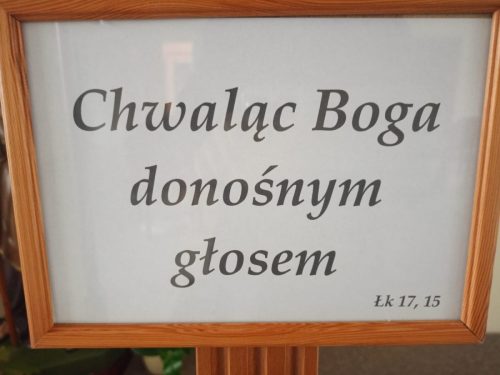 Chwaląc Boga
donośnym
głosem
Łk 17, 15